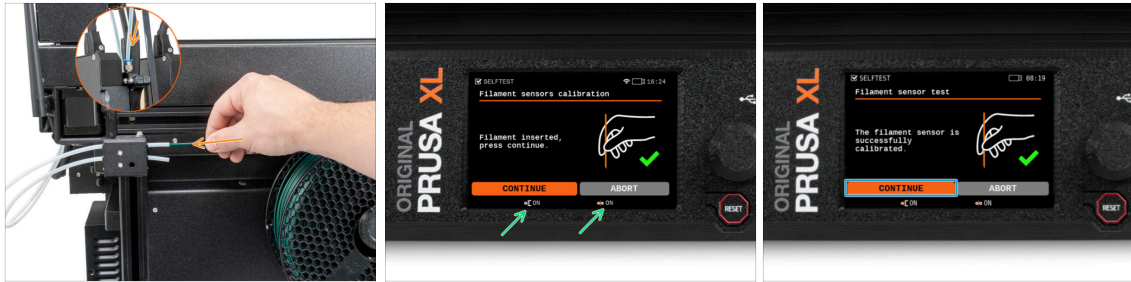 ORIGINAL
PRUSA XL
SELFTEST
16:24
Filament sensors calibration
Filament inserted,
press continue.
CONTINUE
ABORT
ON
ON
RESET
ORIGINAL
PRUSA XL
SELFTEST
08:19
Filament sensor test
The filament sensor is
successfully
calibrated.
CONTINUE
ABORT
ON
ON
RESET